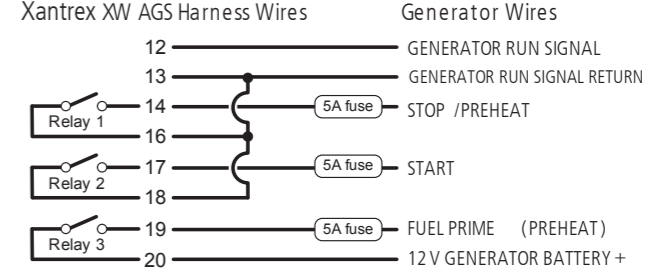 Xantrex XW AGS Harness Wires Generator Wires
12 GENERATOR RUN SIGNAL
13 GENERATOR RUN SIGNAL RETURN
14 5A fuse STOP /PREHEAT
Relay 1
16
17 5A fuse START
Relay 2
18
19 5A fuse FUEL PRIME (PREHEAT)
Relay 3
20 12 V GENERATOR BATTERY +